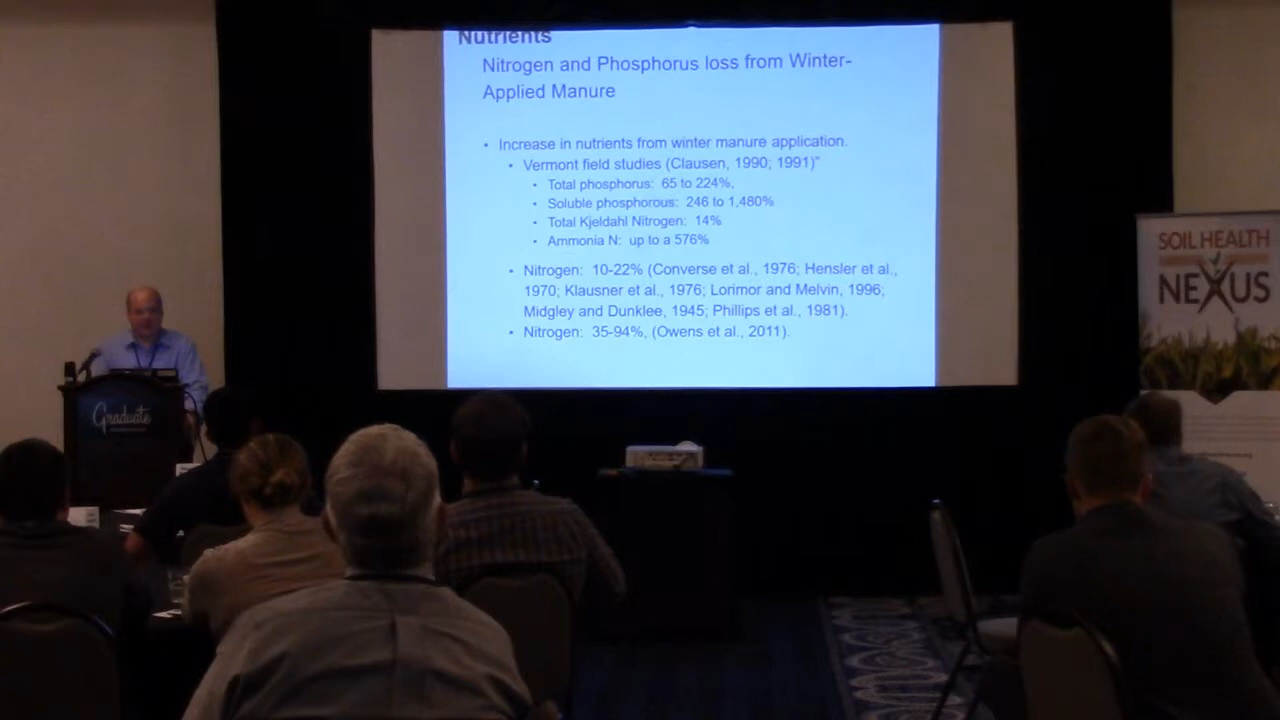 Nutrients
Nitrogen and Phosphorus loss from Winter-
Applied Manure
• Increase in nutrients from winter manure application.
• Vermont field studies (Clausen, 1990; 1991)"
• Total phosphorus: 65 to 224%,
• Soluble phosphorous: 246 to 1,480%
• Total Kjeldahl Nitrogen: 14%
• Ammonia N: up to a 576%
• Nitrogen: 10-22% (Converse et al., 1976; Hensler et al.,
1970; Klausner et al., 1976; Lorimor and Melvin, 1996;
Midgley and Dunklee, 1945; Phillips et al., 1981).
• Nitrogen: 35-94%, (Owens et al., 2011).
Graduate
SOIL HEALTH
NEXUS